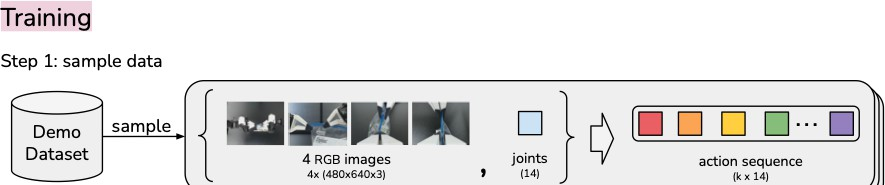 Training
Step 1: sample data
Demo
Dataset
sample
4 RGB images
4x (480x640x3)
,
joints
(14)
...
action sequence
(k x 14)